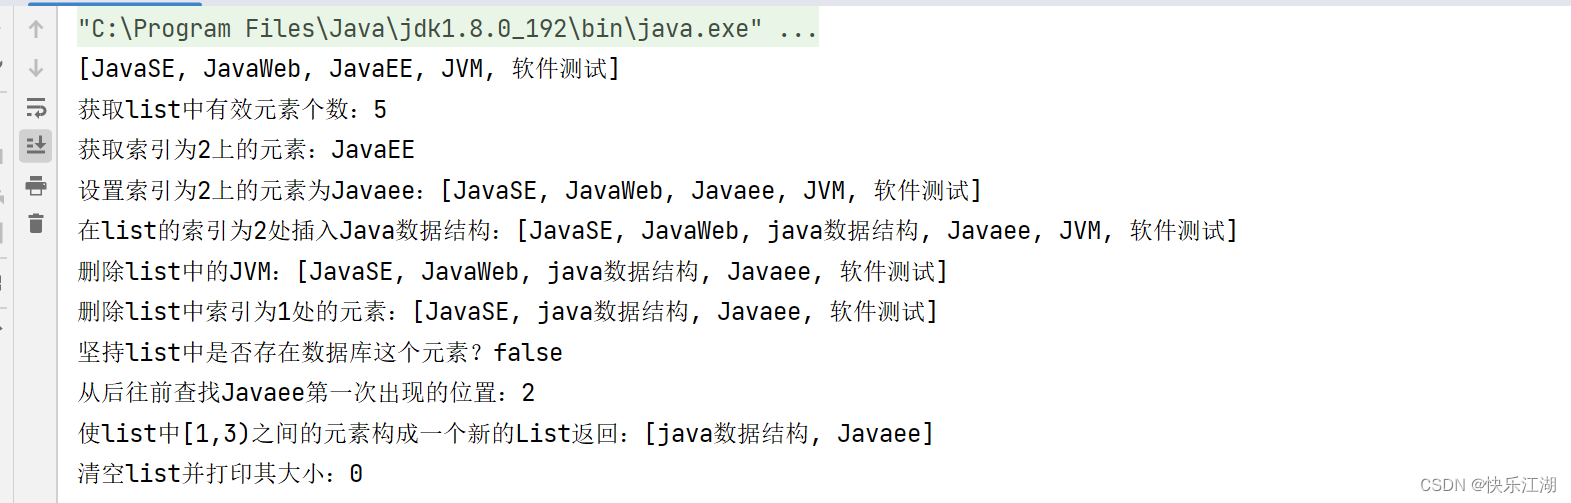 "C:\Program Files\Java\jdk1.8.0_192\bin\java.exe" ...
[JavaSE, JavaWeb, JavaEE, JVM, 软件测试]
获取list中有效元素个数：5
获取索引为2上的元素：JavaEE
设置索引为2上的元素为Javaee：[JavaSE, JavaWeb, Javaee, JVM, 软件测试]
在list的索引为2处插入Java数据结构：[JavaSE, JavaWeb, java数据结构, Javaee, JVM, 软件测试]
删除list中的JVM：[JavaSE, JavaWeb, java数据结构, Javaee, 软件测试]
删除list中索引为1处的元素：[JavaSE, java数据结构, Javaee, 软件测试]
坚持list中是否存在数据库这个元素？false
从后往前查找Javaee第一次出现的位置：2
使list中[1,3)之间的元素构成一个新的List返回：[java数据结构, Javaee]
清空list并打印其大小：0
CSDN @快乐江湖